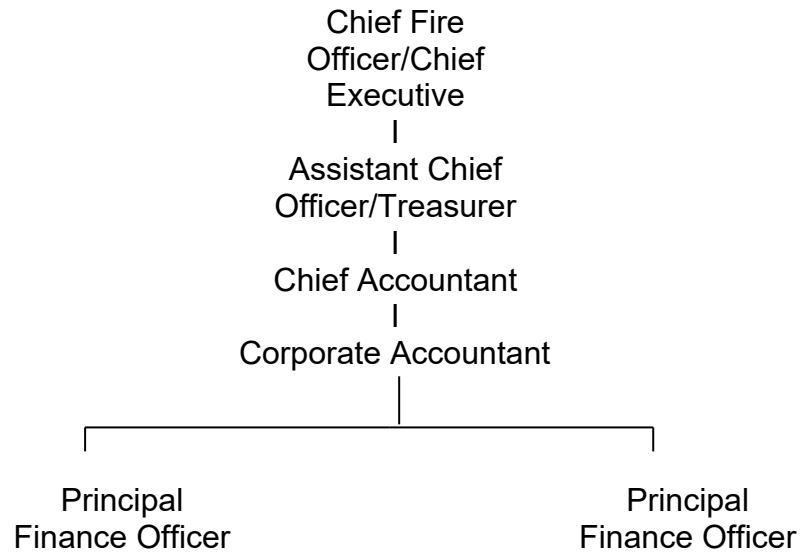 Chief Fire
Officer/Chief
Executive
Assistant Chief
Officer/Treasurer
Chief Accountant
Corporate Accountant
Principal
Finance Officer
Principal
Finance Officer